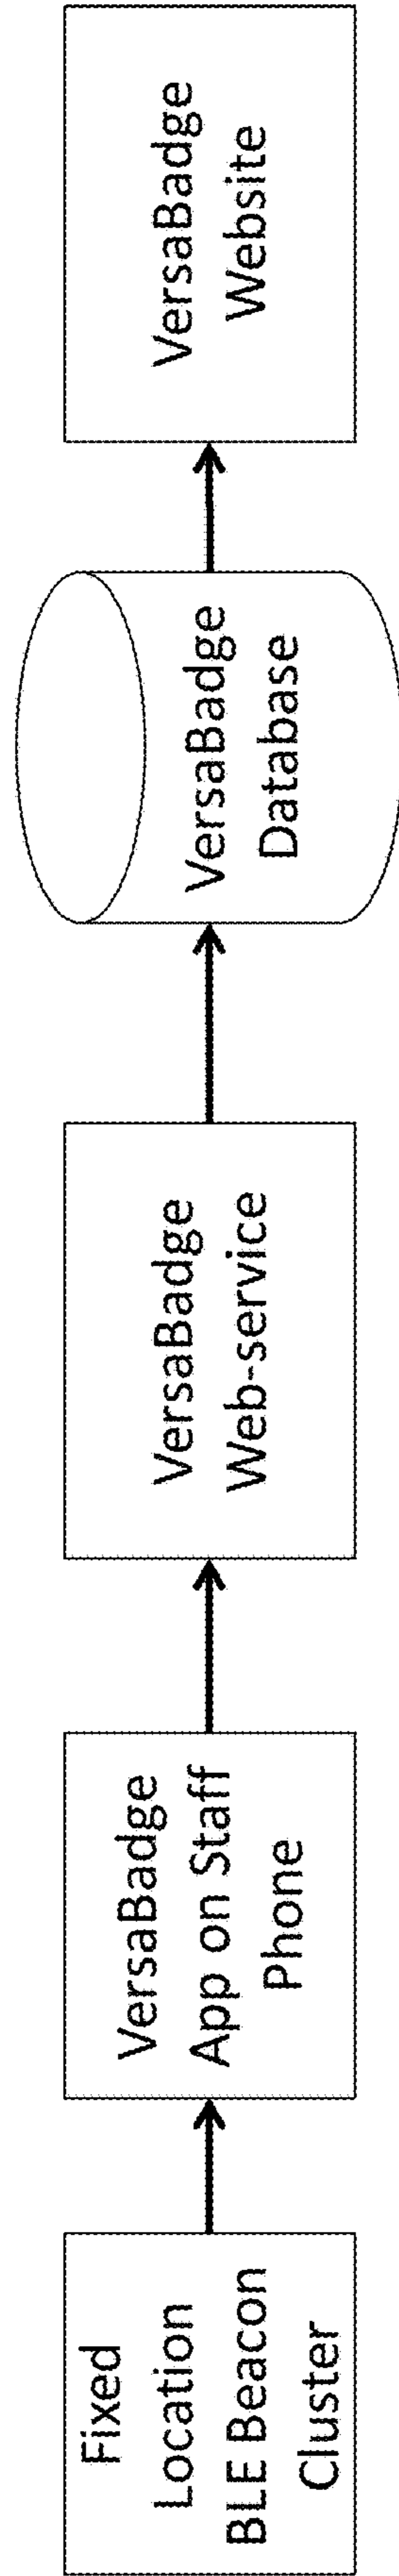 Fixed
Location
BLE Beacon
Cluster
VersaBadge
App on Staff
Phone
VersaBadge
Web-service
VersaBadge
Database
VersaBadge
Website